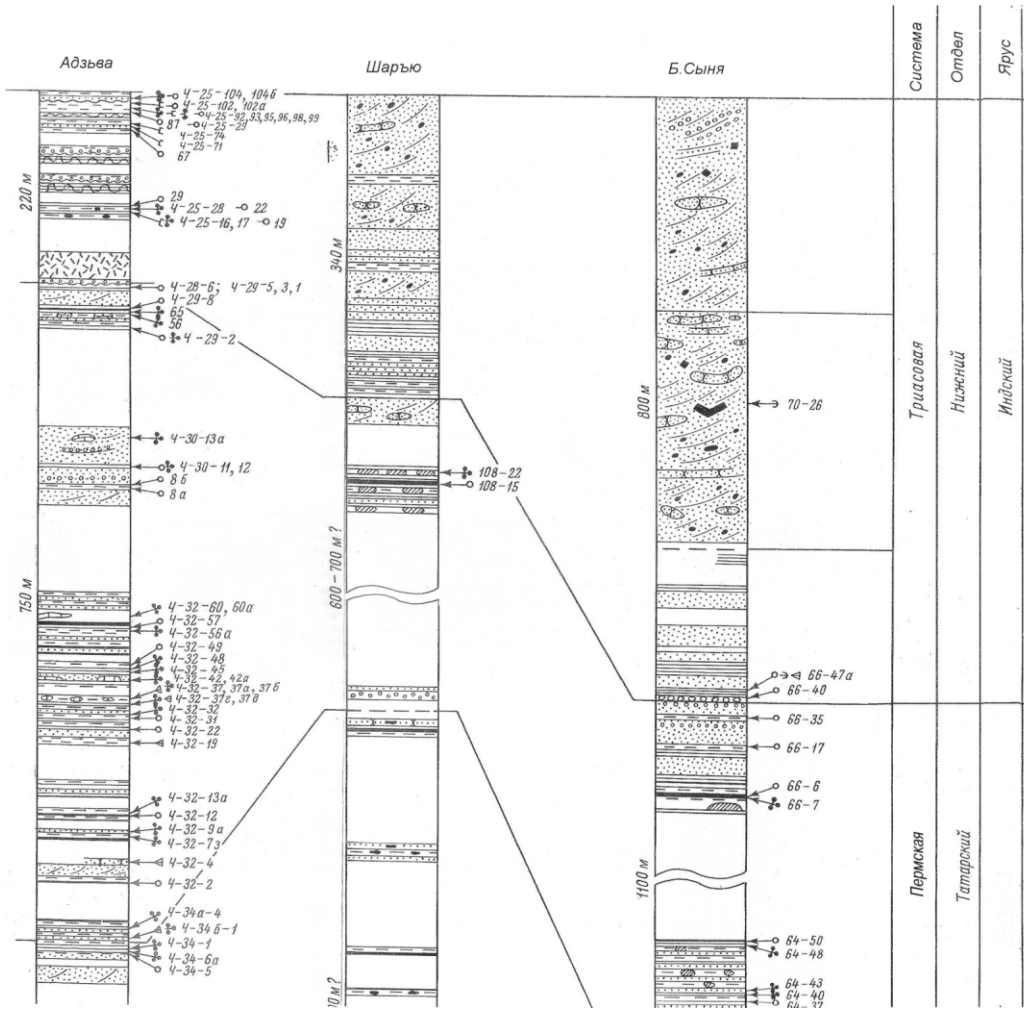 Адзьва
Шаръю
Б.Сыня
Система
Отдел
Ярус
Ч-25-104, 104б
Ч-25-102, 102а
Ч-25-92,93,95,96,98,99
87 Ч-25-29
Ч-25-74
Ч-25-71
67
220 м
29
Ч-25-28 22
Ч-25-16, 17 19
Ч-28-6; Ч-29-5, 3, 1
Ч-29-8
65
56
Ч-29-2
Ч-30-13а
Ч-30-11, 12
8б
8а
750 м
Ч-32-60, 60а
Ч-32-57
Ч-32-56а
Ч-32-49
Ч-32-48
Ч-32-45
Ч-32-42, 42а
Ч-32-37, 37а, 37б
Ч-32-37г, 37д
Ч-32-32
Ч-32-31
Ч-32-22
Ч-32-19
Ч-32-13а
Ч-32-12
Ч-32-9а
Ч-32-7з
Ч-32-4
Ч-32-2
Ч-34а-4
Ч-34б-1
Ч-34-1
Ч-34-6а
Ч-34-5
340 м
108-22
108-15
600-700 м ?
0 м ?
800 м
70-26
66-47а
66-40
66-35
66-17
66-6
66-7
1100 м
64-50
64-48
64-43
64-40
64-37
Триасовая
Нижний
Индский
Пермская
Татарский